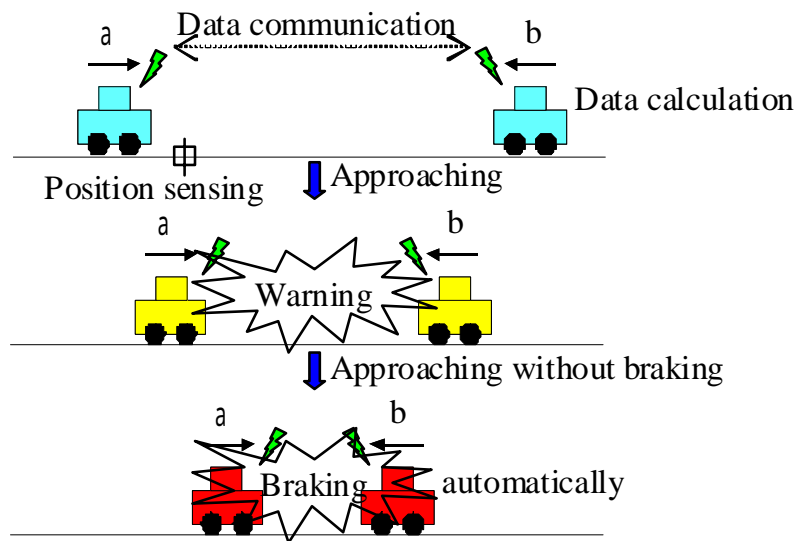 Data communication
a
b
Data calculation
Position sensing
Approaching
a
b
Warning
Approaching without braking
a
b
Braking
automatically